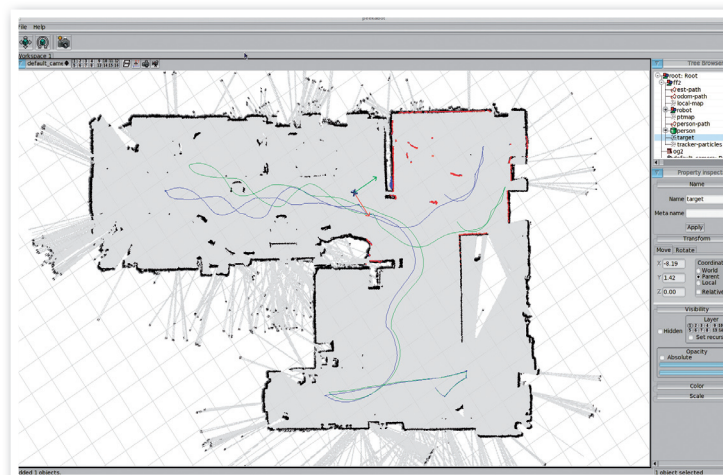 File Help
Workspace 1
default_cam
Tree Browser
root: Root
ff2
est-path
odom-path
local-map
robot
ptmap
person-path
person
target
tracker-particles
og2
Property inspect
Name
Name target
Meta name
Apply
Transform
Move Rotate
X -8.19
Y 1.42
Z 0.00
Coordinat
World
Parent
Local
Relative
Visibility
Hidden
Layer
Set recurs
Opacity
Absolute
Color
Scale
dded 1 objects.
1 object selected